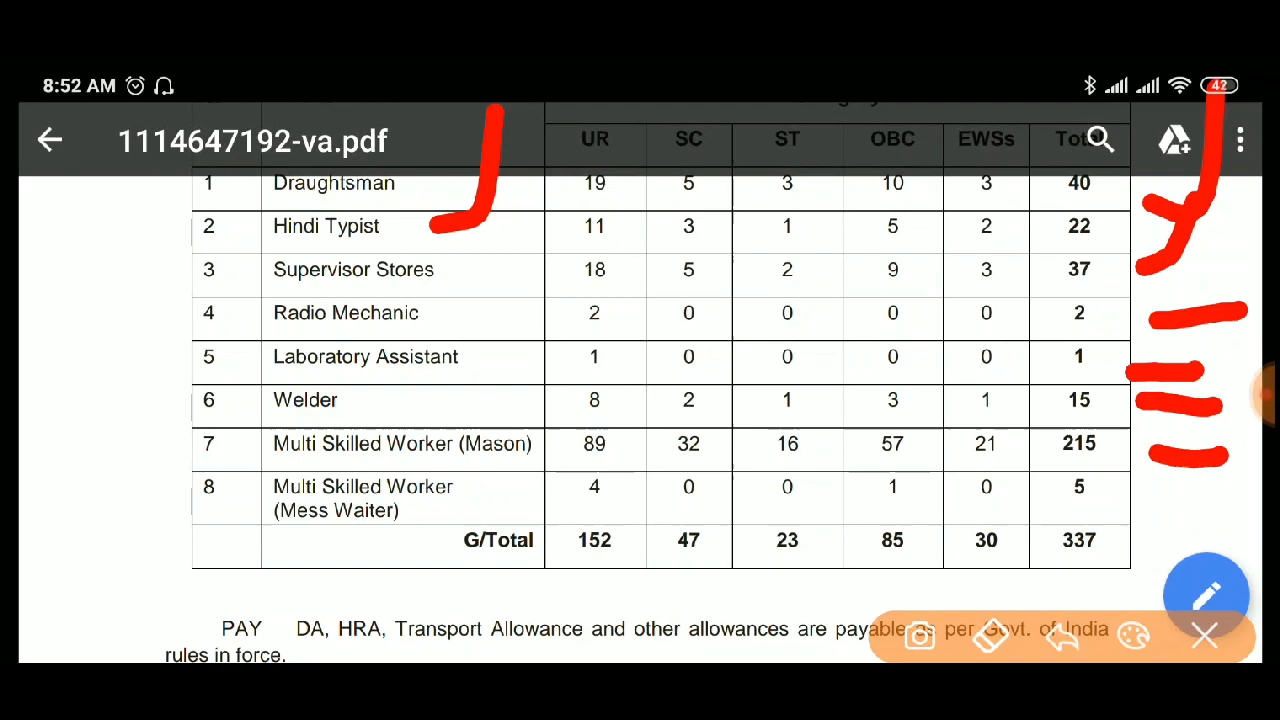 8:52 AM 42
1114647192-va.pdf
UR SC ST OBC EWSs
1 Draughtsman 19 5 3 10 3 40
2 Hindi Typist 11 3 1 5 2 22
3 Supervisor Stores 18 5 2 9 3 37
4 Radio Mechanic 2 0 0 0 0 2
5 Laboratory Assistant 1 0 0 0 0 1
6 Welder 8 2 1 3 1 15
7 Multi Skilled Worker (Mason) 89 32 16 57 21 215
8 Multi Skilled Worker 4 0 0 1 0 5
(Mess Waiter)
G/Total 152 47 23 85 30 337
PAY DA, HRA, Transport Allowance and other allowances are payable as per Govt. of India
rules in force.